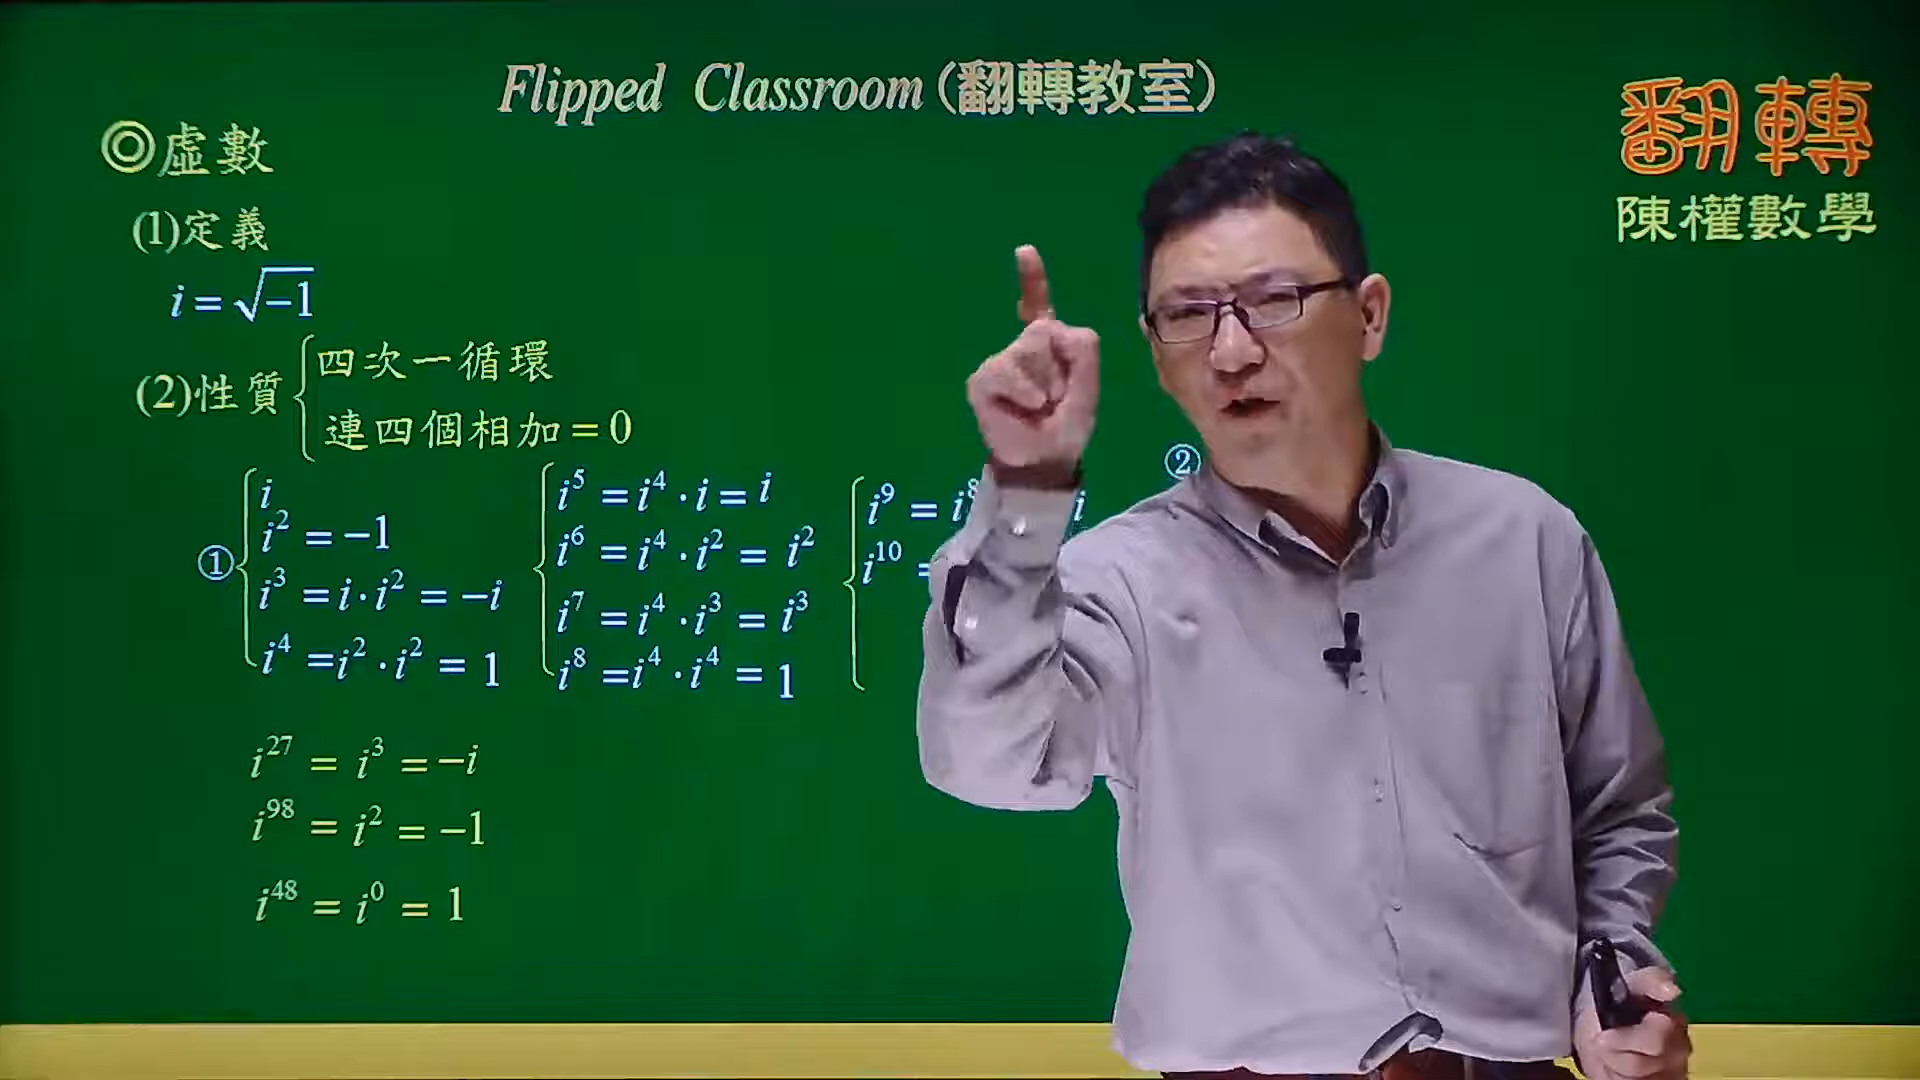 Flipped Classroom(翻轉教室)
翻轉
陳權數學
◎虛數
(1)定義
i = √-1
(2)性質
四次一循環
連四個相加 = 0
①
i
i² = -1
i³ = i·i² = -i
i⁴ = i²·i² = 1
i⁵ = i⁴·i = i
i⁶ = i⁴·i² = i²
i⁷ = i⁴·i³ = i³
i⁸ = i⁴·i⁴ = 1
i⁹ = i⁸ i
i¹⁰ =
②
i²⁷ = i³ = -i
i⁹⁸ = i² = -1
i⁴⁸ = i⁰ = 1